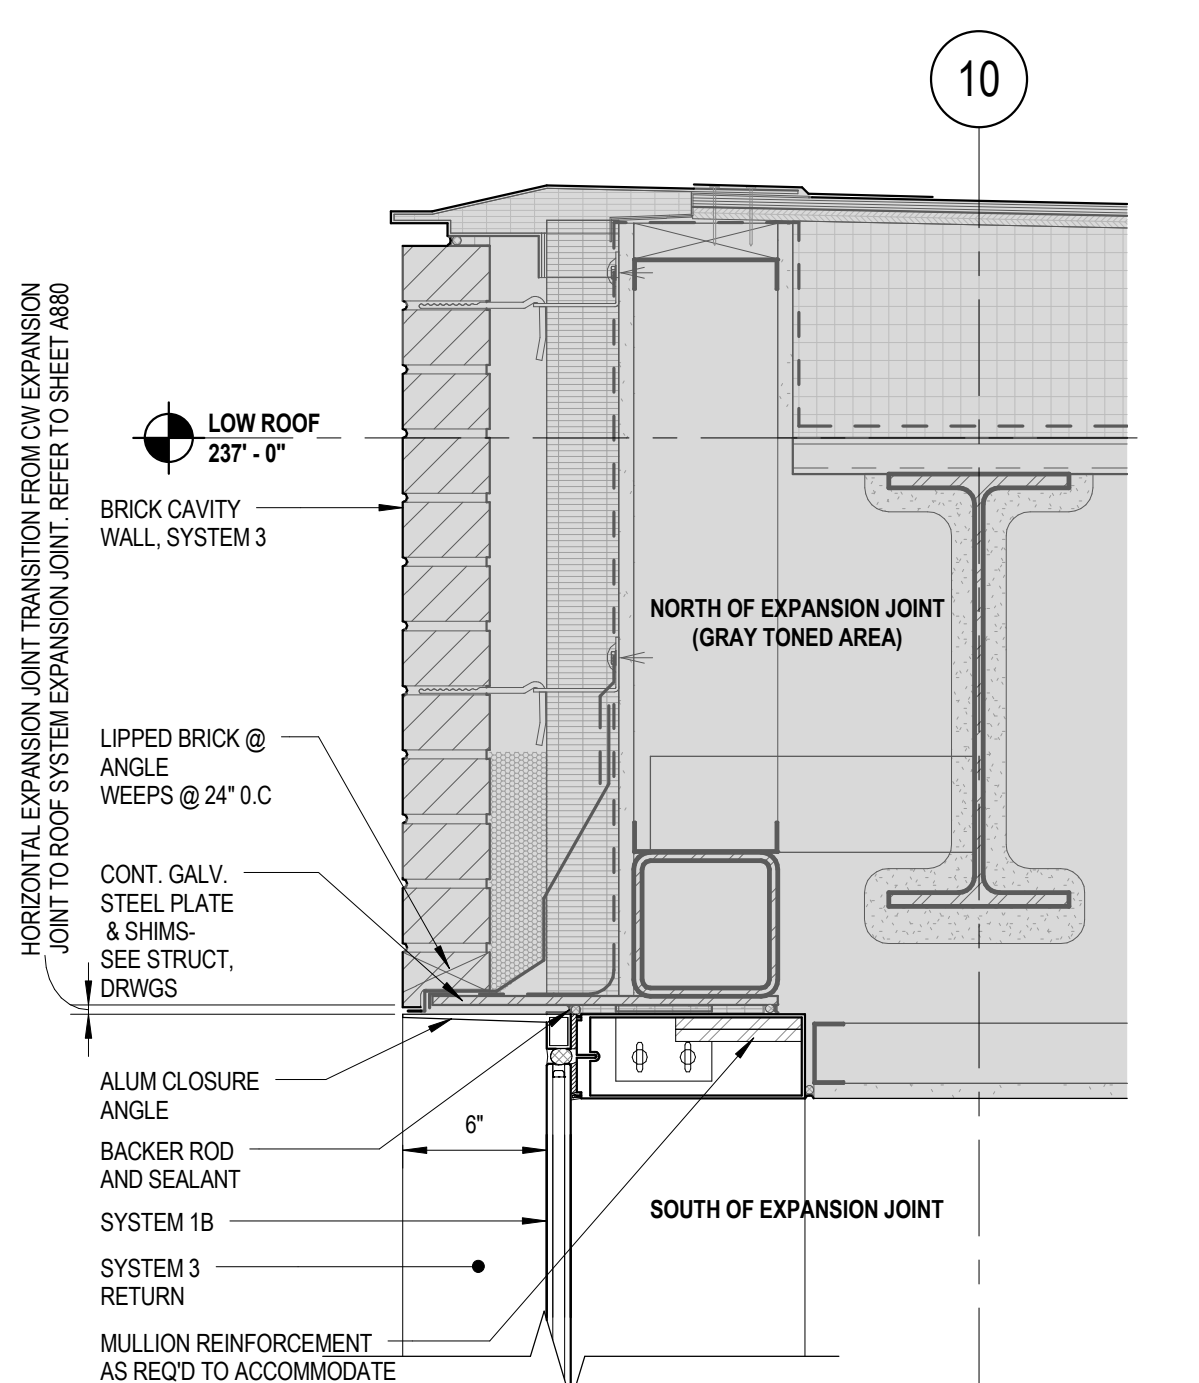 10
HORIZONTAL EXPANSION JOINT TRANSITION FROM CW EXPANSION
JOINT TO ROOF SYSTEM EXPANSION JOINT. REFER TO SHEET A880
LOW ROOF
237' - 0"
BRICK CAVITY
WALL, SYSTEM 3
NORTH OF EXPANSION JOINT
(GRAY TONED AREA)
LIPPED BRICK @
ANGLE
WEEPS @ 24" 0.C
CONT. GALV.
STEEL PLATE
& SHIMS-
SEE STRUCT,
DRWGS
ALUM CLOSURE
ANGLE
6"
BACKER ROD
AND SEALANT
SYSTEM 1B
SOUTH OF EXPANSION JOINT
SYSTEM 3
RETURN
MULLION REINFORCEMENT
AS REQ'D TO ACCOMMODATE